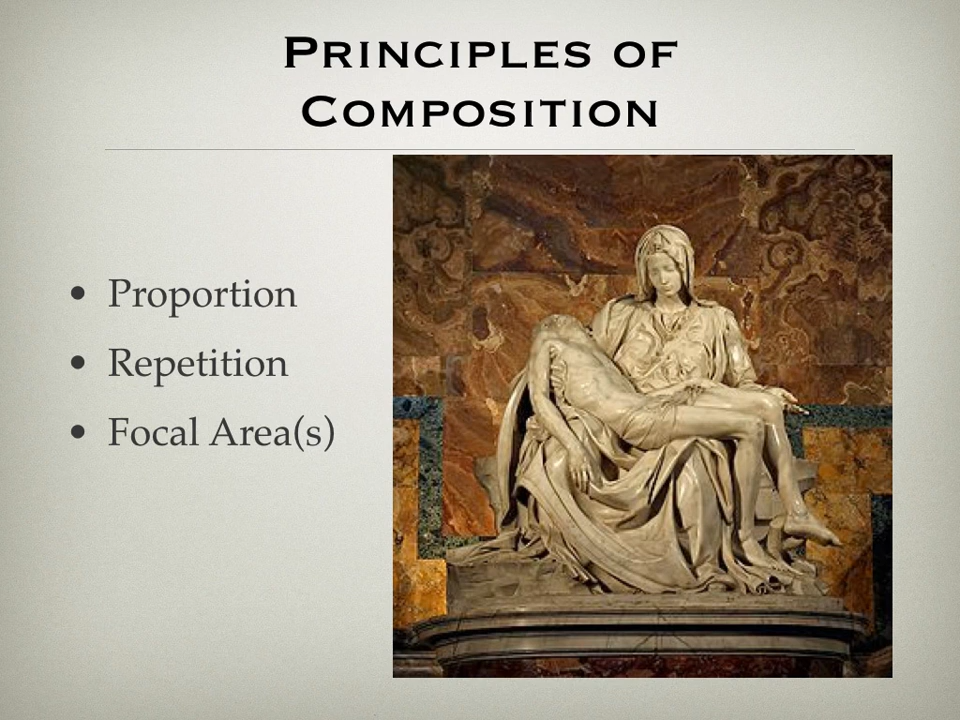 Principles of
Composition
• Proportion
• Repetition
• Focal Area(s)